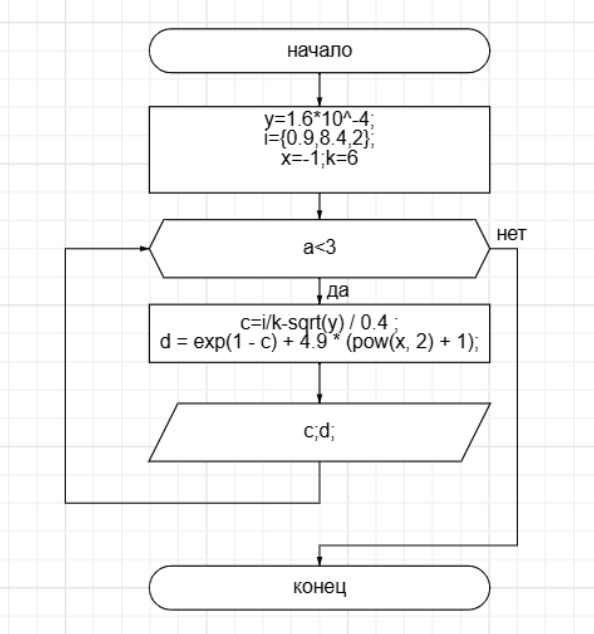 начало
y=1.6*10^-4;
i={0.9,8.4,2};
x=-1;k=6
a<3
нет
да
c=i/k-sqrt(y) / 0.4 ;
d = exp(1 - c) + 4.9 * (pow(x, 2) + 1);
c;d;
конец